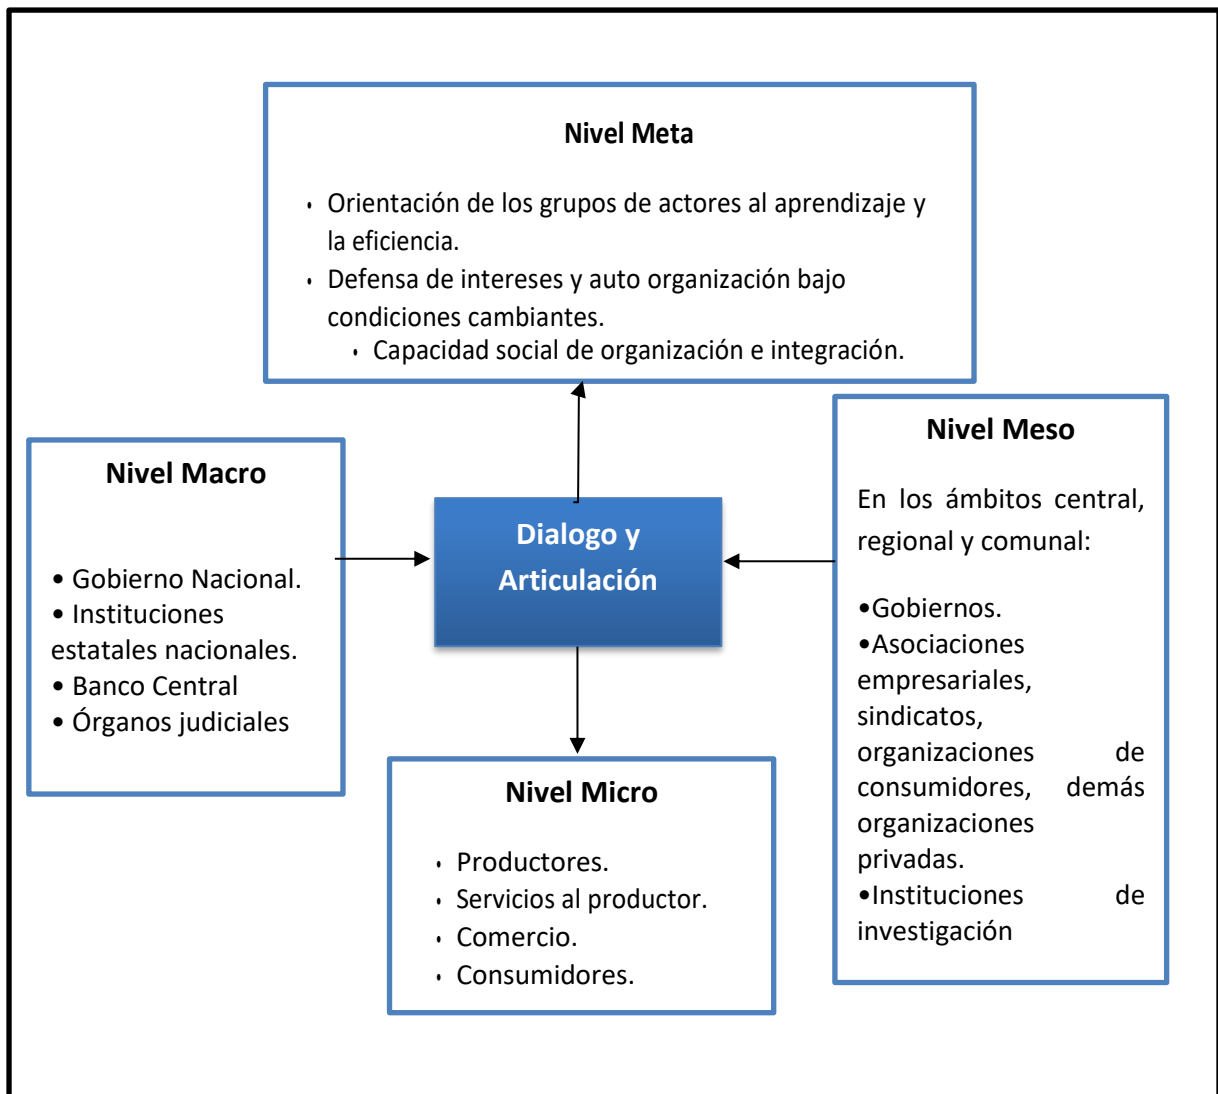 Nivel Meta
• Orientación de los grupos de actores al aprendizaje y
la eficiencia.
• Defensa de intereses y auto organización bajo
condiciones cambiantes.
• Capacidad social de organización e integración.
Nivel Macro
• Gobierno Nacional.
• Instituciones
estatales nacionales.
• Banco Central
• Órganos judiciales
Dialogo y
Articulación
Nivel Meso
En los ámbitos central,
regional y comunal:
•Gobiernos.
•Asociaciones
empresariales,
sindicatos,
organizaciones de
consumidores, demás
organizaciones
privadas.
•Instituciones de
investigación
Nivel Micro
• Productores.
• Servicios al productor.
• Comercio.
• Consumidores.